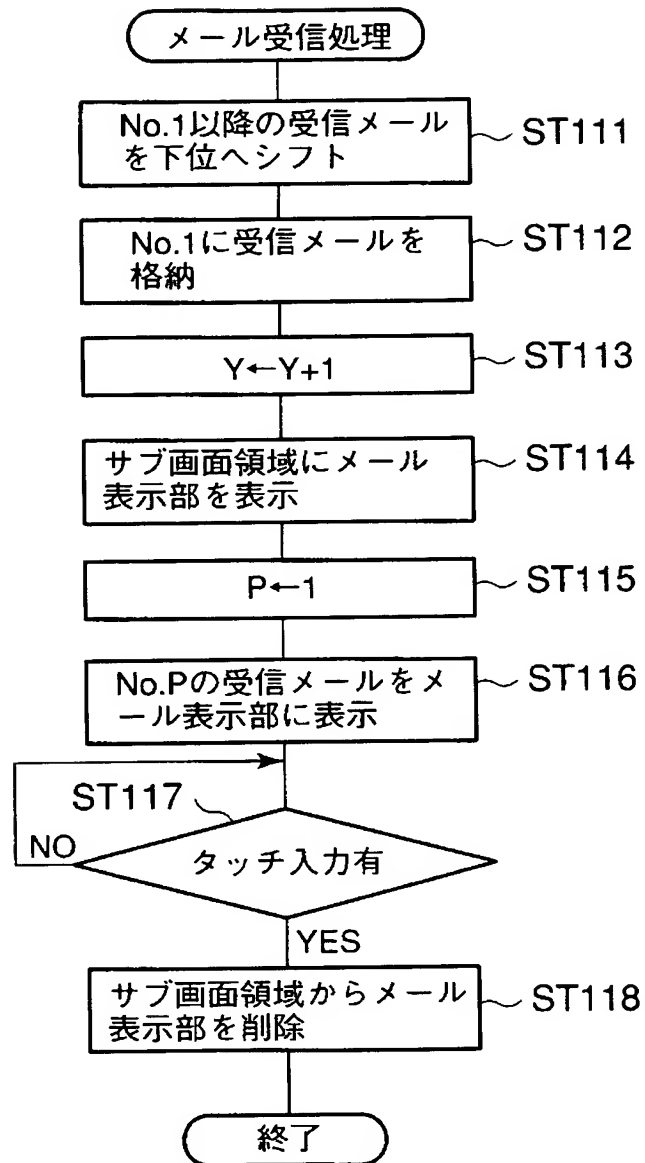 メール受信処理
No.1以降の受信メール
を下位へシフト
ST111
No.1に受信メールを
格納
ST112
Y←Y+1
ST113
サブ画面領域にメール
表示部を表示
ST114
P←1
ST115
No.Pの受信メールをメ
ール表示部に表示
ST116
ST117
NO
タッチ入力有
YES
サブ画面領域からメール
表示部を削除
ST118
終了